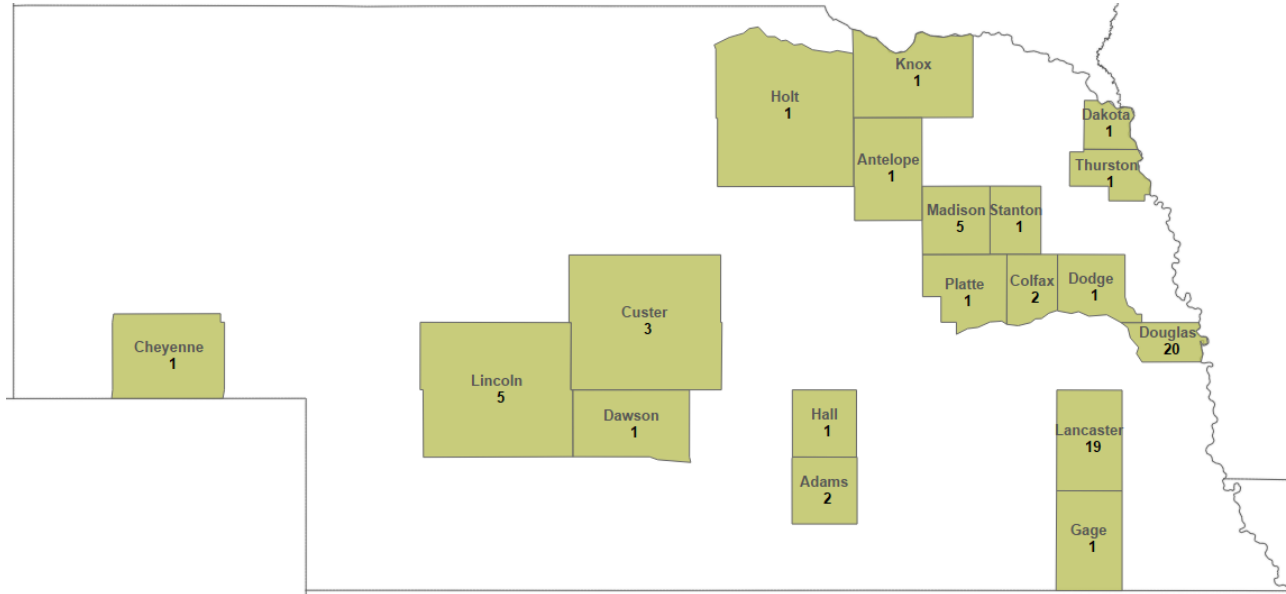 Knox
1
Holt
1
Dakota
1
Antelope
1
Thurston
1
Madison
5
Stanton
1
Platte
1
Colfax
2
Dodge
1
Custer
3
Douglas
20
Cheyenne
1
Lincoln
5
Dawson
1
Hall
1
Lancaster
19
Adams
2
Gage
1